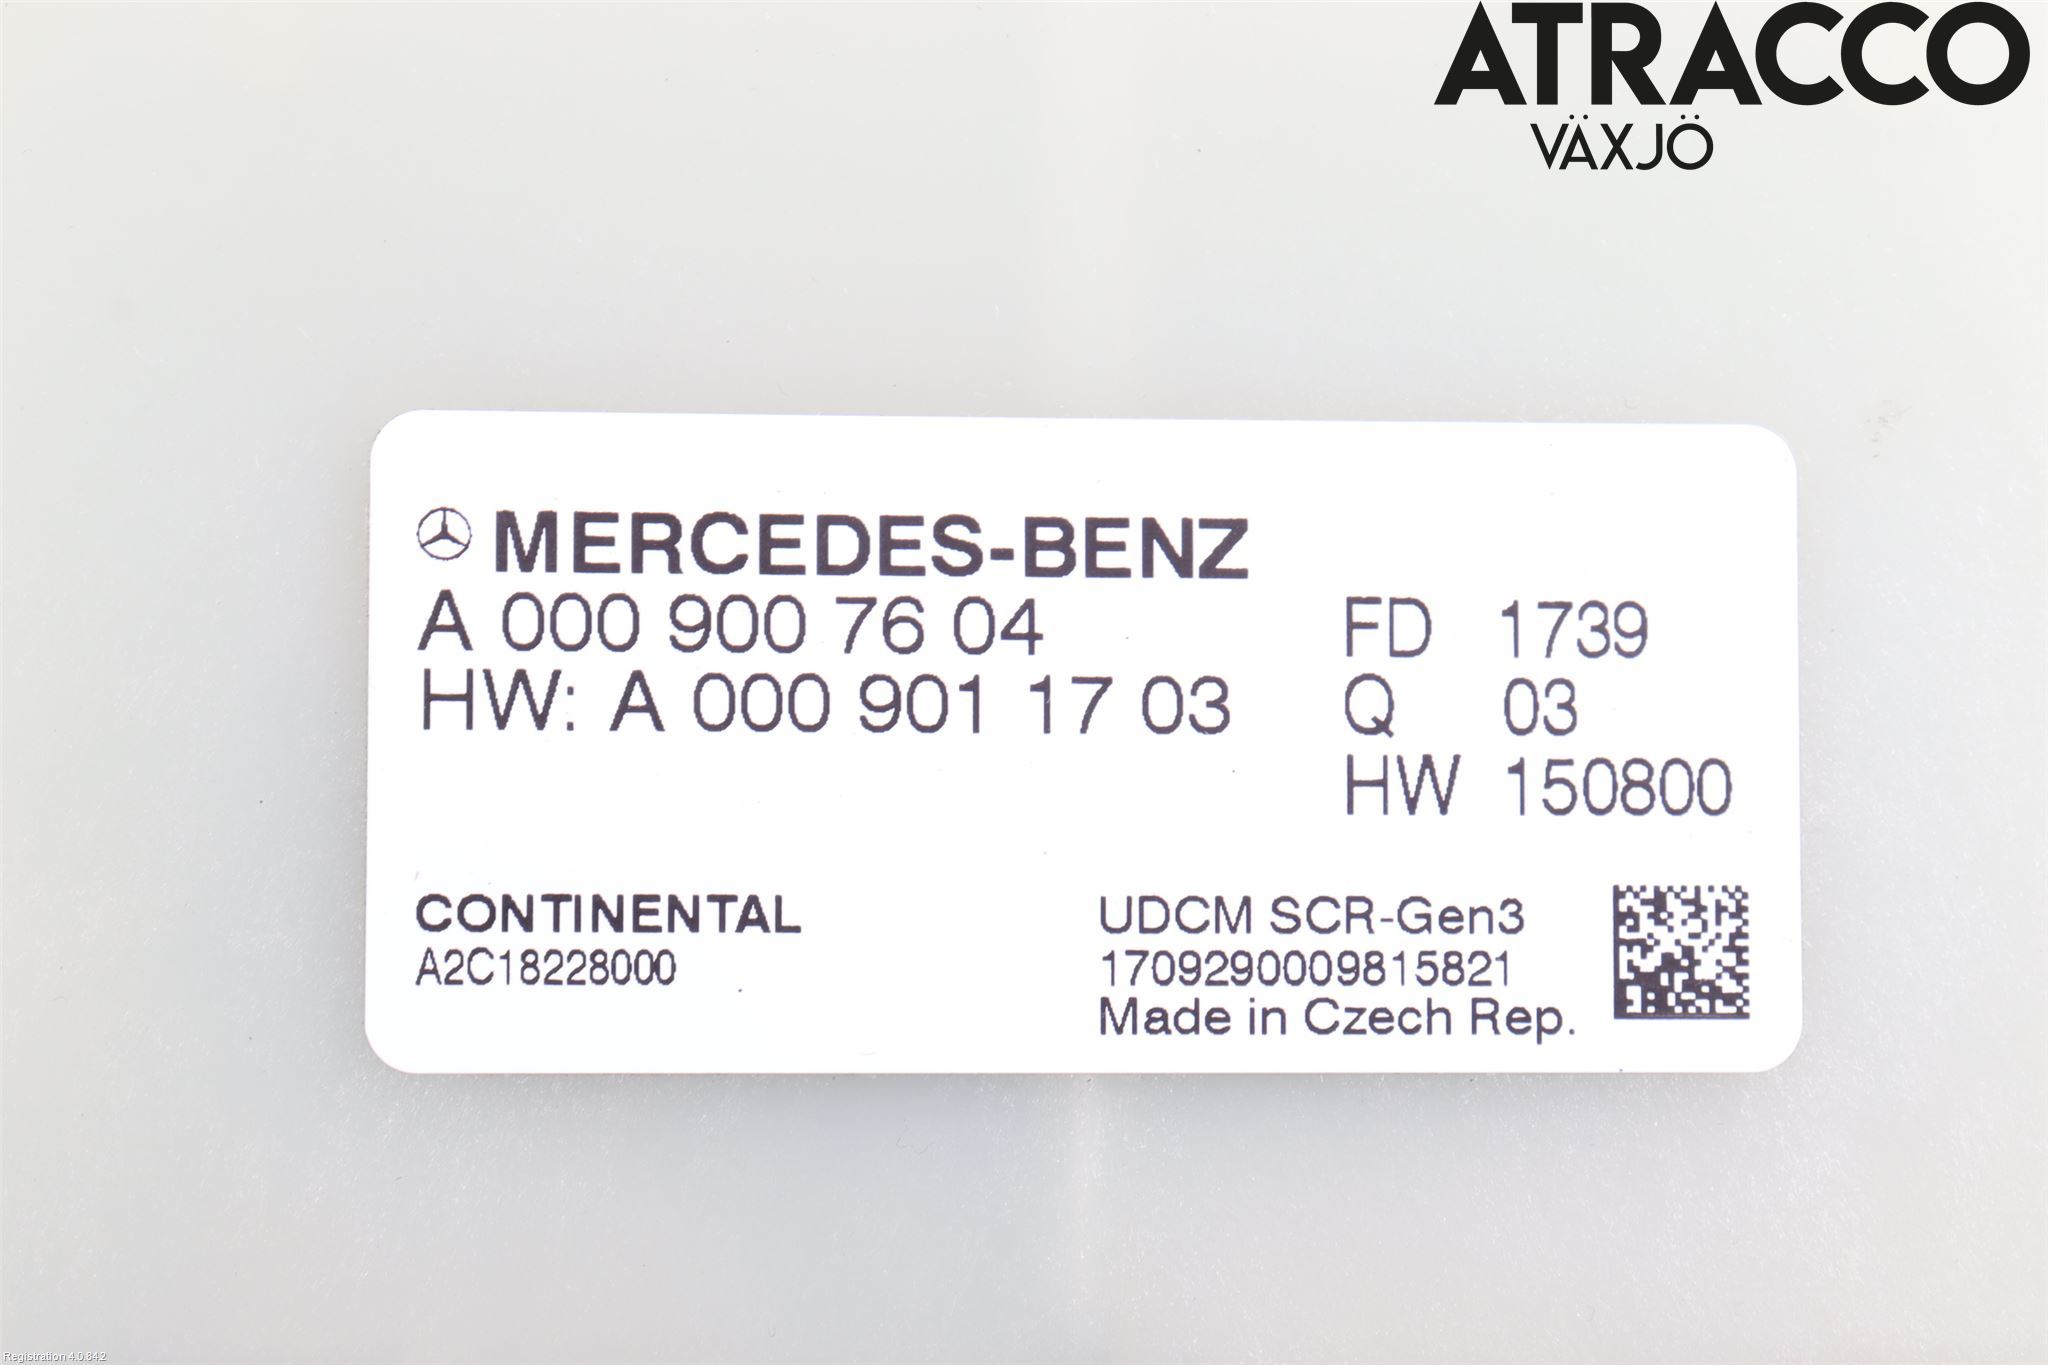 ATRACCO
VÄXJÖ
MERCEDES-BENZ
A 000 900 76 04 FD 1739
HW: A 000 901 17 03 Q 03
HW 150800
CONTINENTAL UDCM SCR-Gen3
A2C18228000 1709290009815821
Made in Czech Rep.
Registration 4.0.842